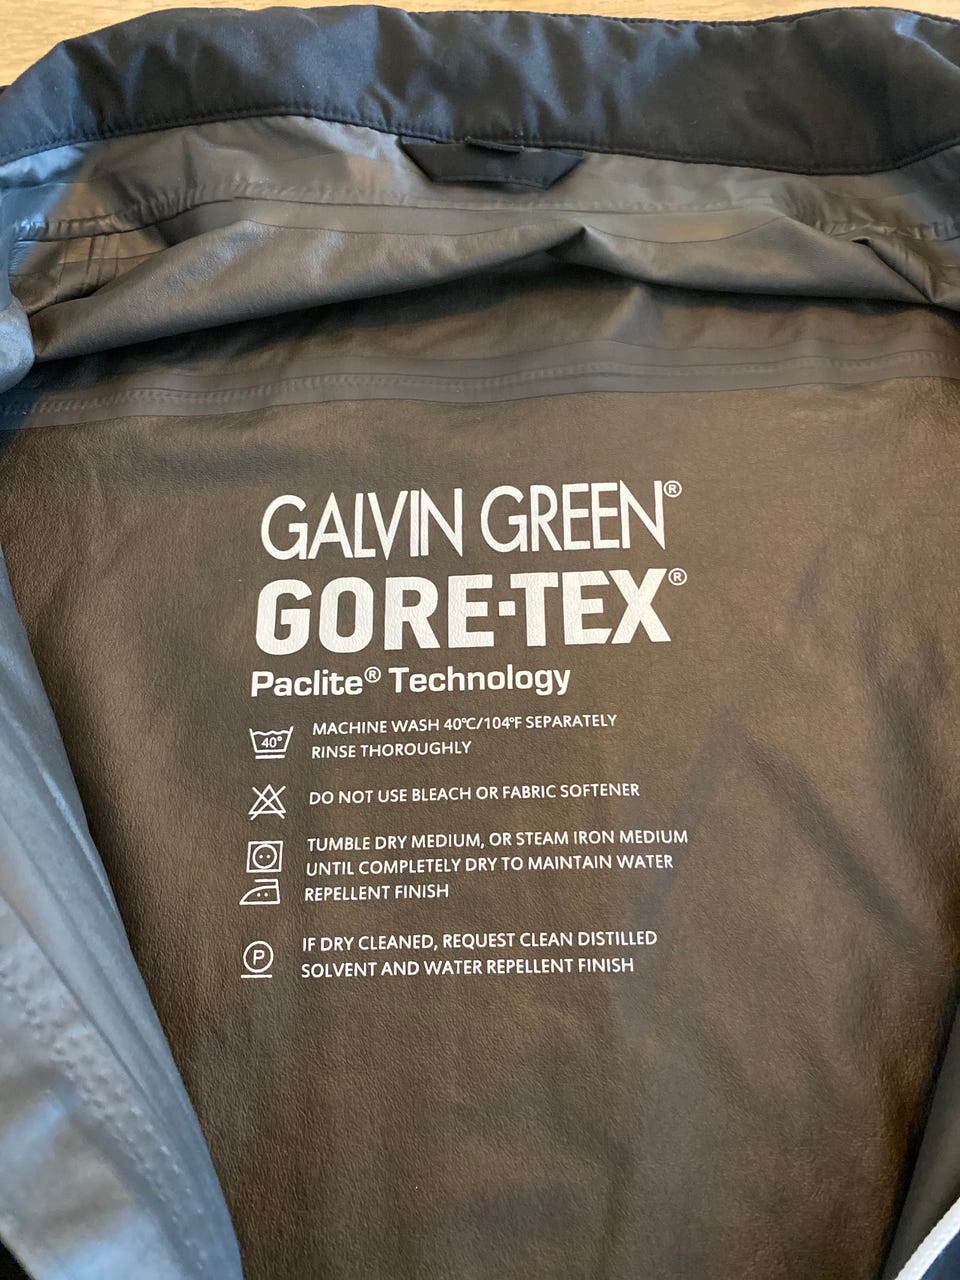 GALVIN GREEN®
GORE-TEX®
Paclite® Technology
40° MACHINE WASH 40°C/104°F SEPARATELY
RINSE THOROUGHLY
DO NOT USE BLEACH OR FABRIC SOFTENER
TUMBLE DRY MEDIUM, OR STEAM IRON MEDIUM
UNTIL COMPLETELY DRY TO MAINTAIN WATER
REPELLENT FINISH
P IF DRY CLEANED, REQUEST CLEAN DISTILLED
SOLVENT AND WATER REPELLENT FINISH